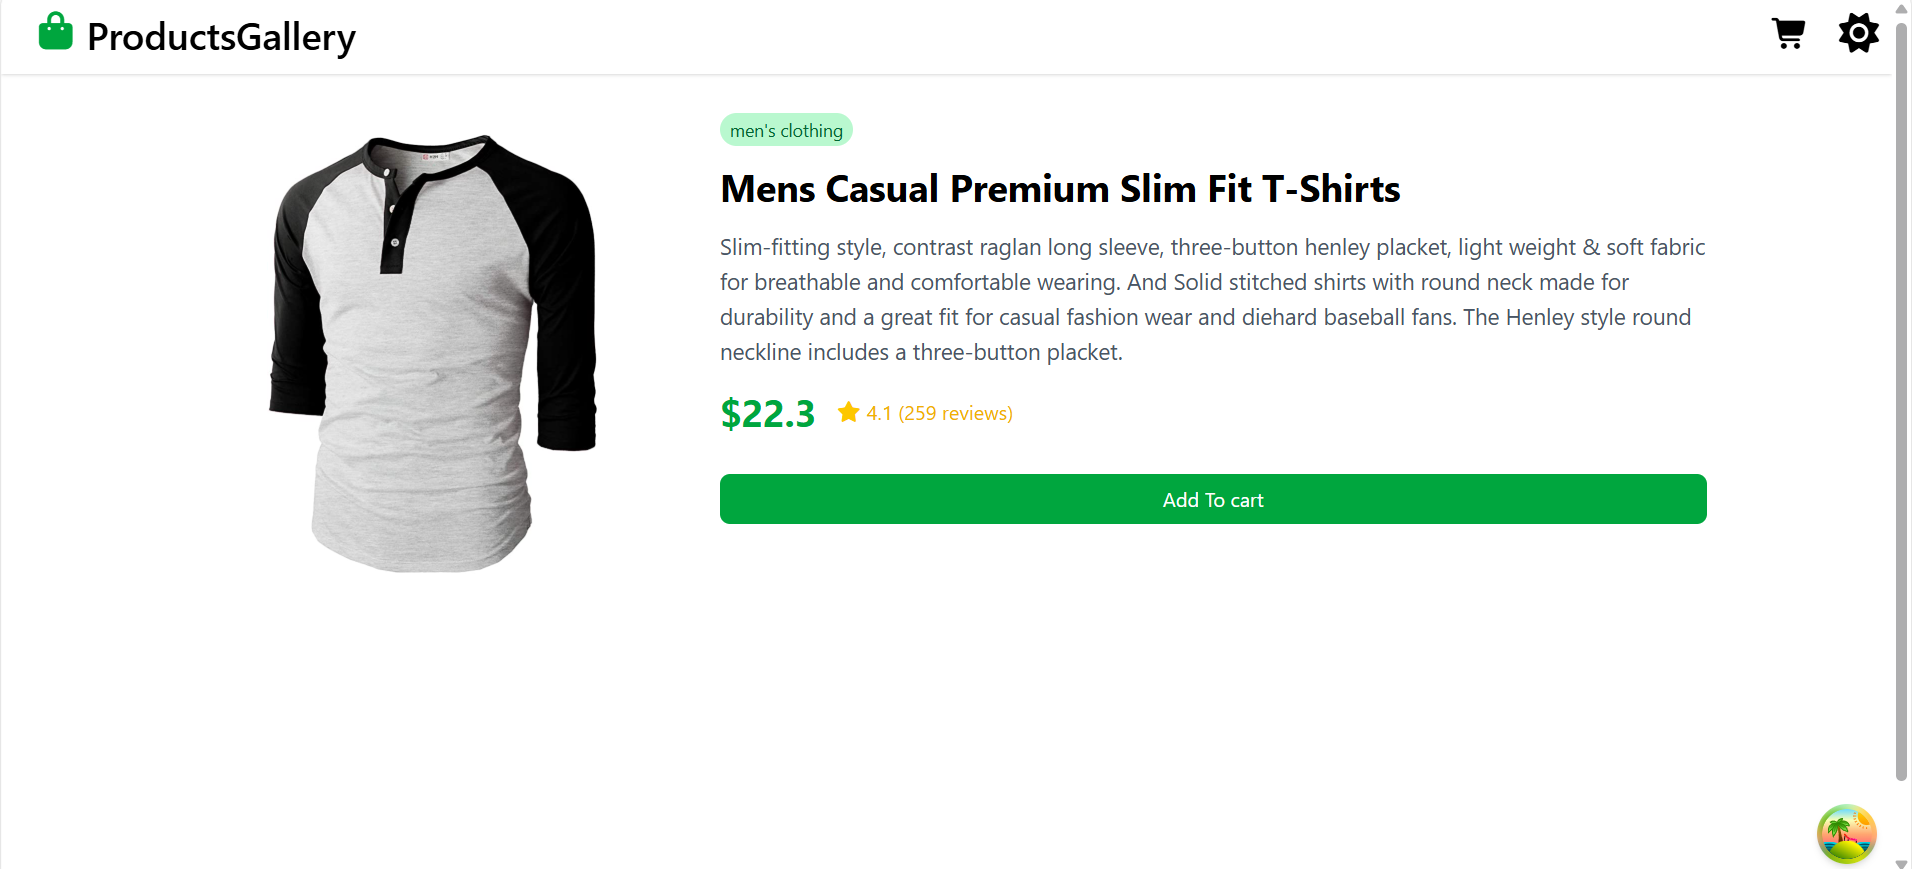 ProductsGallery
men's clothing
Mens Casual Premium Slim Fit T-Shirts
Slim-fitting style, contrast raglan long sleeve, three-button henley placket, light weight & soft fabric
for breathable and comfortable wearing. And Solid stitched shirts with round neck made for
durability and a great fit for casual fashion wear and diehard baseball fans. The Henley style round
neckline includes a three-button placket.
$22.3 4.1 (259 reviews)
Add To cart